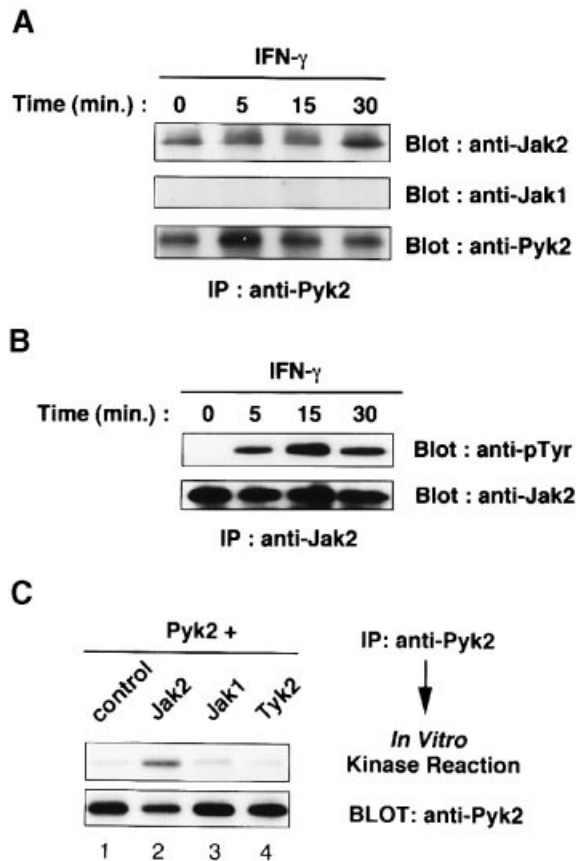 A
IFN-γ
Time (min.) : 0 5 15 30
Blot : anti-Jak2
Blot : anti-Jak1
Blot : anti-Pyk2
IP : anti-Pyk2
B
IFN-γ
Time (min.) : 0 5 15 30
Blot : anti-pTyr
Blot : anti-Jak2
IP : anti-Jak2
C
Pyk2 +
control Jak2 Jak1 Tyk2
1 2 3 4
IP: anti-Pyk2
In Vitro
Kinase Reaction
BLOT: anti-Pyk2